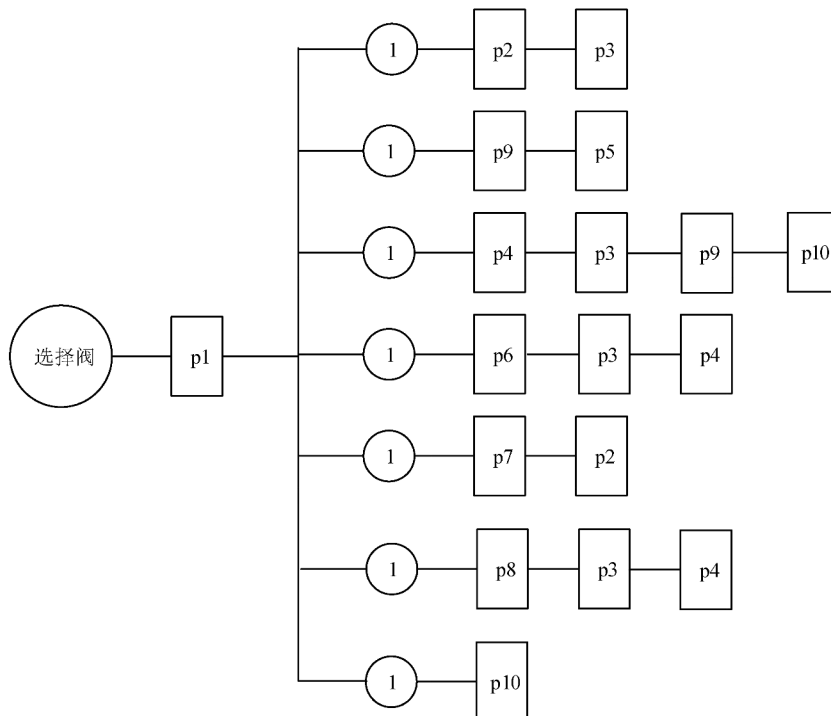 1 p2 p3
1 p9 p5
1 p4 p3 p9 p10
选择阀 p1 1 p6 p3 p4
1 p7 p2
1 p8 p3 p4
1 p10